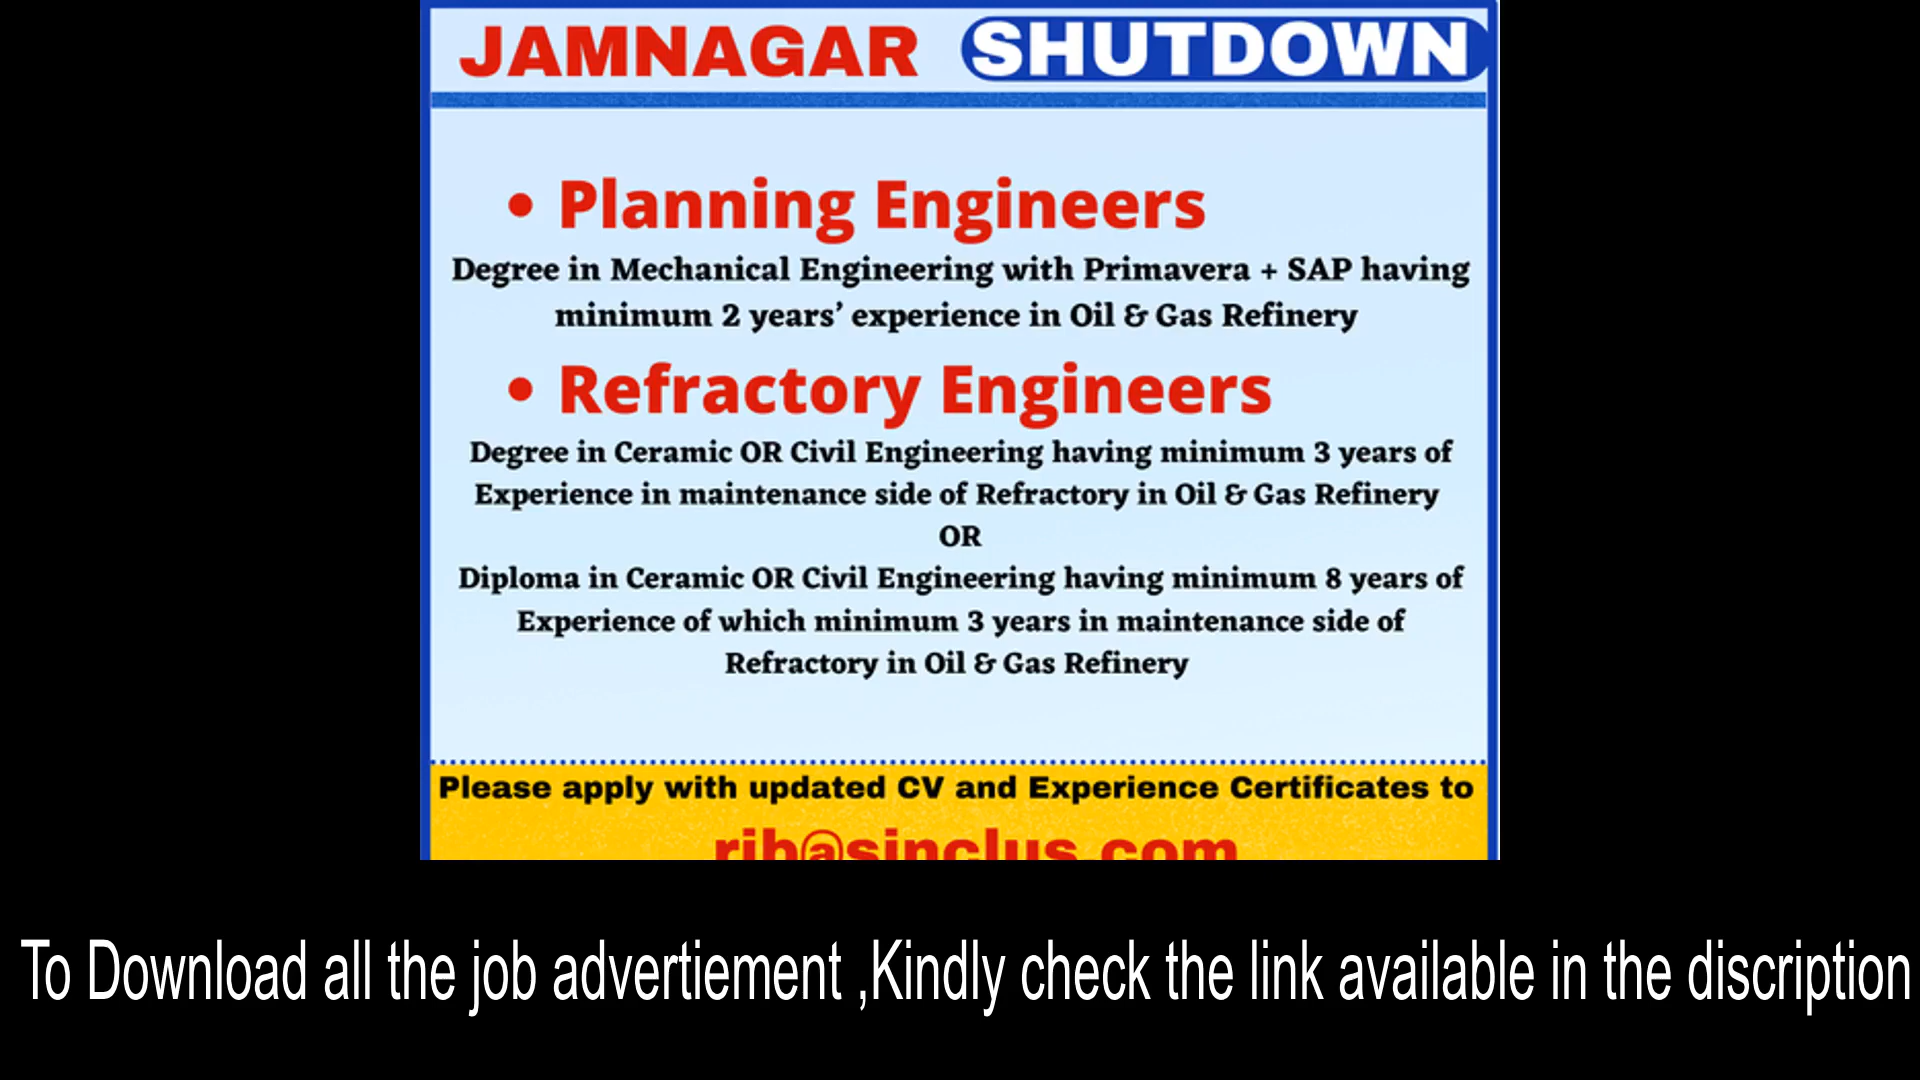 JAMNAGAR SHUTDOWN
• Planning Engineers
Degree in Mechanical Engineering with Primavera + SAP having
minimum 2 years’ experience in Oil & Gas Refinery
• Refractory Engineers
Degree in Ceramic OR Civil Engineering having minimum 3 years of
Experience in maintenance side of Refractory in Oil & Gas Refinery
OR
Diploma in Ceramic OR Civil Engineering having minimum 8 years of
Experience of which minimum 3 years in maintenance side of
Refractory in Oil & Gas Refinery
Please apply with updated CV and Experience Certificates to
To Download all the job advertiement ,Kindly check the link available in the discription